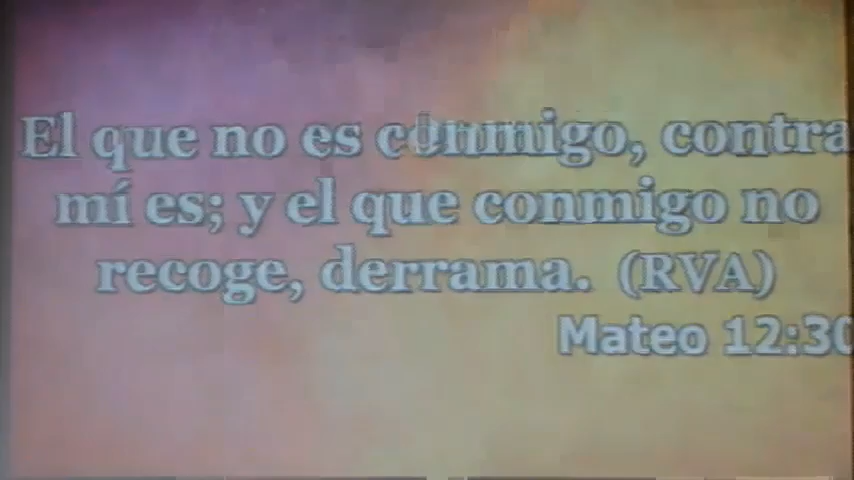 El que no es conmigo, contra
mí es; y el que conmigo no
recoge, derrama. (RVA)
Mateo 12:30